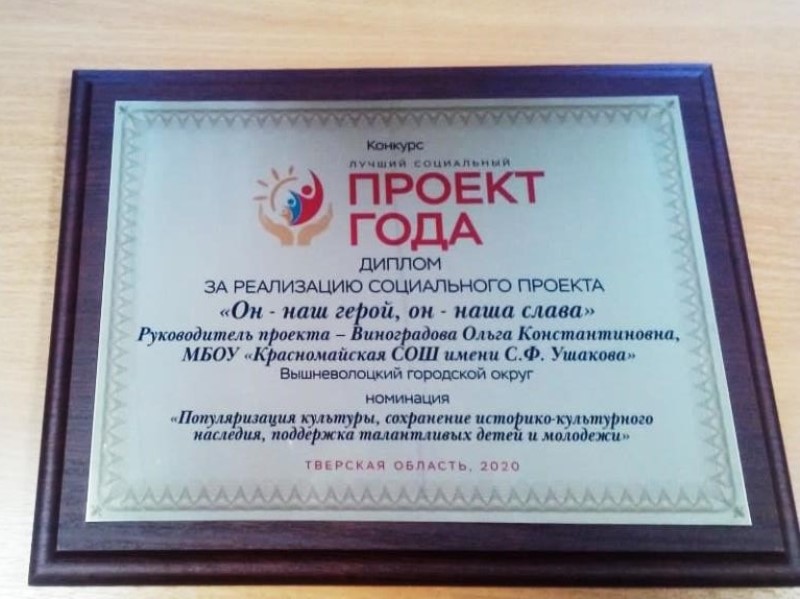 Конкурс
ЛУЧШИЙ СОЦИАЛЬНЫЙ
ПРОЕКТ
ГОДА
ДИПЛОМ
ЗА РЕАЛИЗАЦИЮ СОЦИАЛЬНОГО ПРОЕКТА
«Он - наш герой, он - наша слава»
Руководитель проекта – Виноградова Ольга Константиновна,
МБОУ «Красномайская СОШ имени С.Ф. Ушакова»
Вышневолоцкий городской округ
номинация
«Популяризация культуры, сохранение историко-культурного
наследия, поддержка талантливых детей и молодежи»
ТВЕРСКАЯ ОБЛАСТЬ, 2020